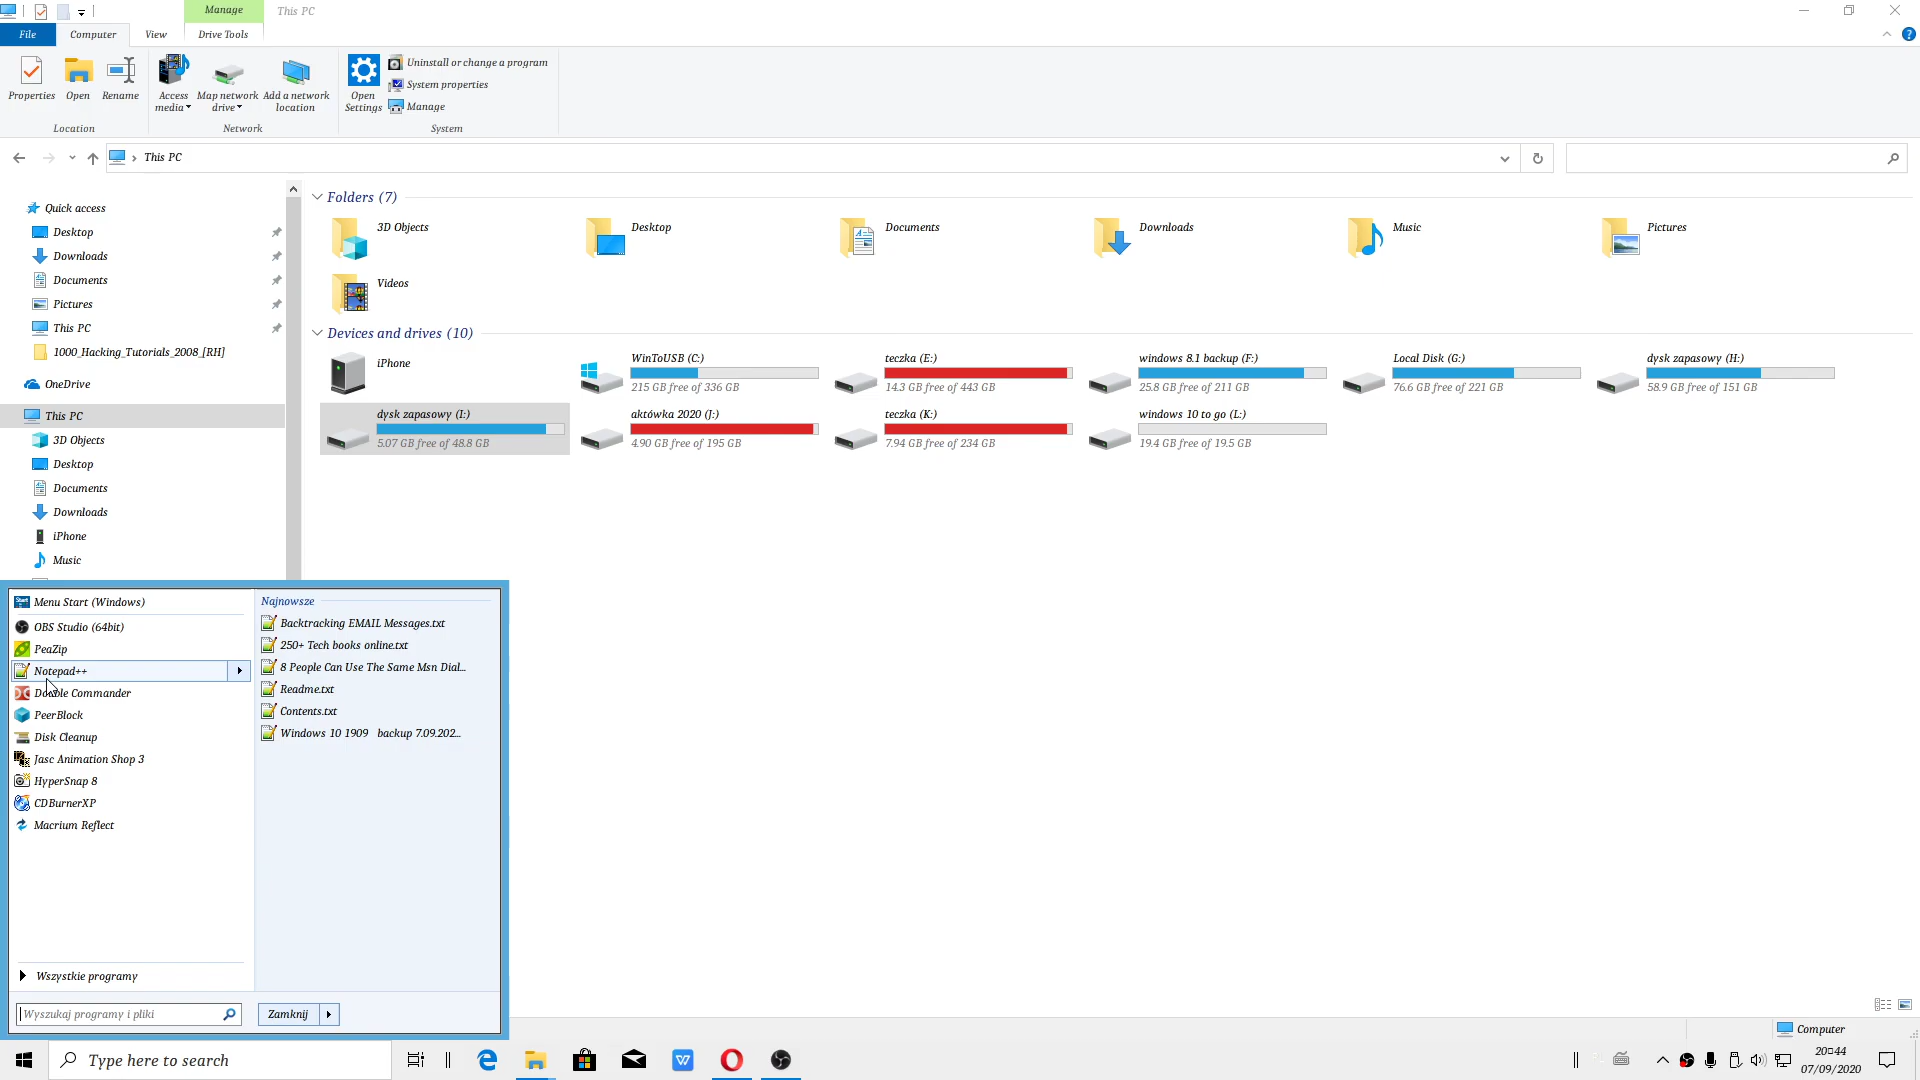 Manage
This PC
File
Computer
View
Drive Tools
Properties
Open
Rename
Access media
Map network drive
Add a network location
Open Settings
Uninstall or change a program
System properties
Manage
Location
Network
System
This PC
Quick access
Desktop
Downloads
Documents
Pictures
This PC
1000_Hacking_Tutorials_2008_[RH]
OneDrive
This PC
3D Objects
Desktop
Documents
Downloads
iPhone
Music
Folders (7)
3D Objects
Desktop
Documents
Downloads
Music
Pictures
Videos
Devices and drives (10)
iPhone
WinToUSB (C:)
215 GB free of 336 GB
teczka (E:)
14.3 GB free of 443 GB
windows 8.1 backup (F:)
25.8 GB free of 211 GB
Local Disk (G:)
76.6 GB free of 221 GB
dysk zapasowy (H:)
58.9 GB free of 151 GB
dysk zapasowy (I:)
5.07 GB free of 48.8 GB
aktówka 2020 (J:)
4.90 GB free of 195 GB
teczka (K:)
7.94 GB free of 234 GB
windows 10 to go (L:)
19.4 GB free of 19.5 GB
Menu Start (Windows)
OBS Studio (64bit)
PeaZip
Notepad++
Double Commander
PeerBlock
Disk Cleanup
Jasc Animation Shop 3
HyperSnap 8
CDBurnerXP
Macrium Reflect
Wszystkie programy
Wyszukaj programy i pliki
Zamknij
Najnowsze
Backtracking EMAIL Messages.txt
250+ Tech books online.txt
8 People Can Use The Same Msn Dial...
Readme.txt
Contents.txt
Windows 10 1909 backup 7.09.202...
Computer
Type here to search
20:44
07/09/2020